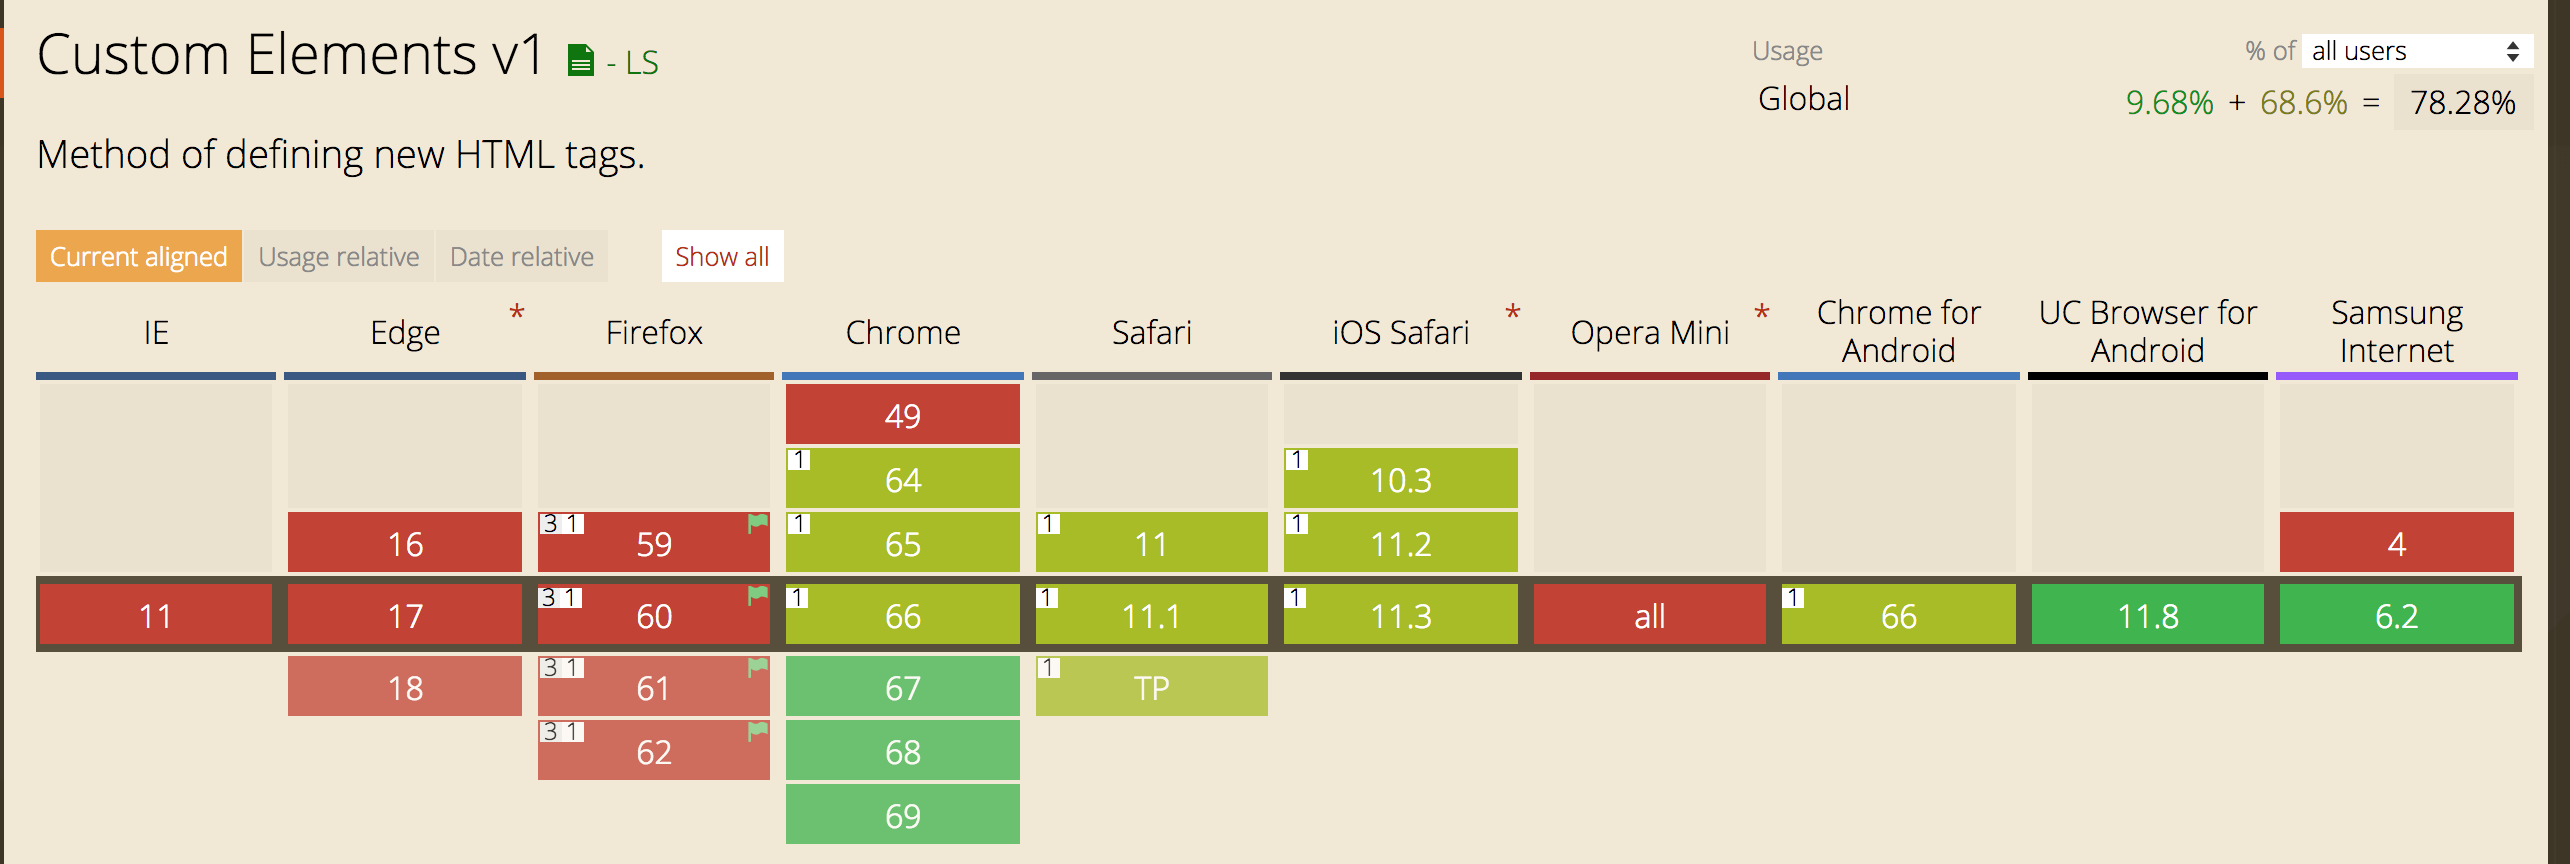 Custom Elements v1 - LS
Usage % of all users
Global 9.68% + 68.6% = 78.28%
Method of defining new HTML tags.
Current aligned Usage relative Date relative Show all
IE Edge * Firefox Chrome Safari iOS Safari * Opera Mini * Chrome for Android UC Browser for Android Samsung Internet
49
1 64 1 10.3
16 3 1 59 1 65 1 11 1 11.2 4
11 17 3 1 60 1 66 1 11.1 1 11.3 all 1 66 11.8 6.2
18 3 1 61 67 1 TP
3 1 62 68
69